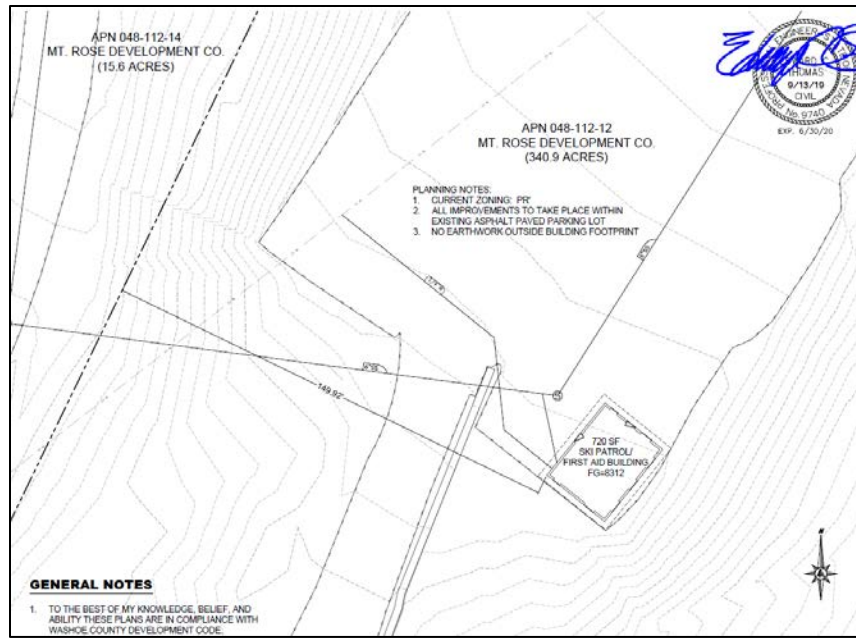 APN 048-112-14
MT. ROSE DEVELOPMENT CO.
(15.6 ACRES)
APN 048-112-12
MT. ROSE DEVELOPMENT CO.
(340.9 ACRES)
THOMAS
9/13/19
CIVIL
No. 9740
EXP. 6/30/20
PLANNING NOTES:
1. CURRENT ZONING: PR
2. ALL IMPROVEMENTS TO TAKE PLACE WITHIN
EXISTING ASPHALT PAVED PARKING LOT
3. NO EARTHWORK OUTSIDE BUILDING FOOTPRINT
149.92'
720 SF
SKI PATROL/
FIRST AID BUILDING
FG=8312
N
GENERAL NOTES
1. TO THE BEST OF MY KNOWLEDGE, BELIEF, AND
ABILITY THESE PLANS ARE IN COMPLIANCE WITH
WASHOE COUNTY DEVELOPMENT CODE.